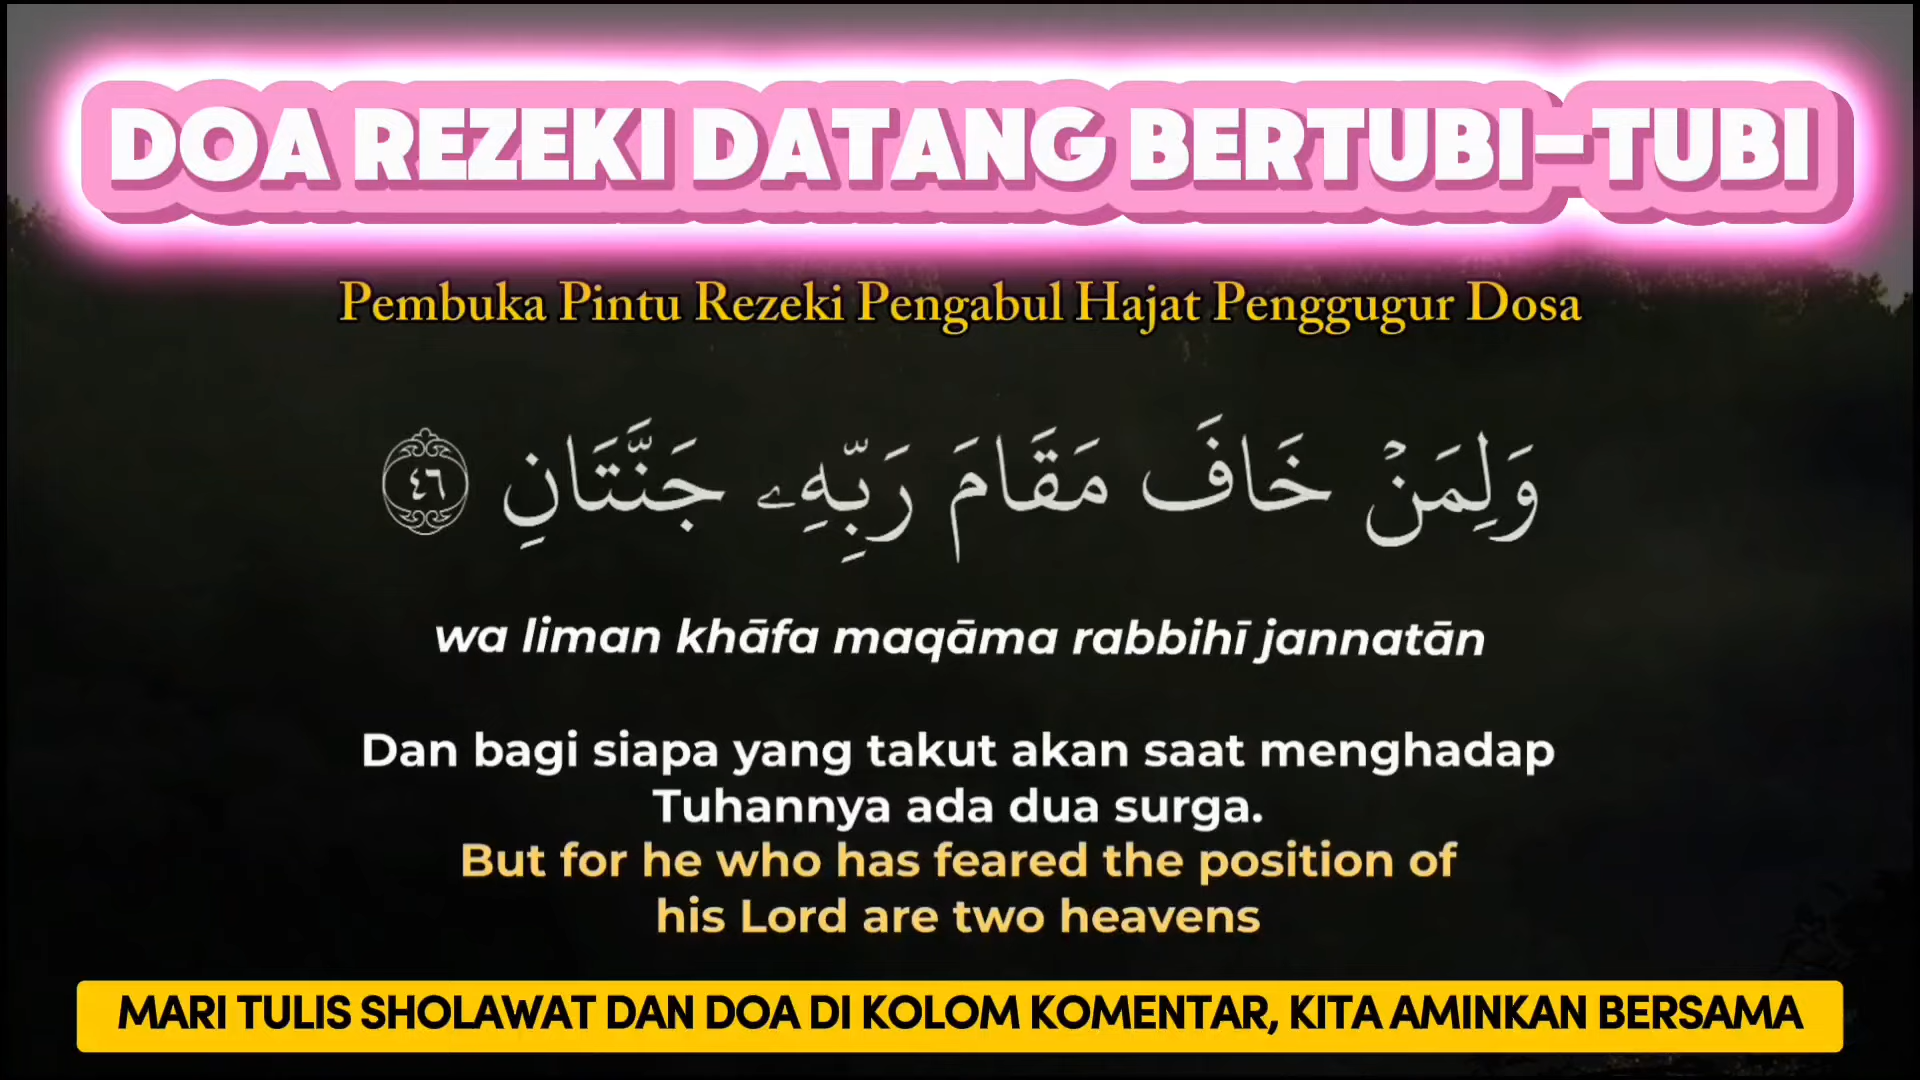 DOA REZEKI DATANG BERTUBI-TUBI
Pembuka Pintu Rezeki Pengabul Hajat Penggugur Dosa
وَلِمَنْ خَافَ مَقَامَ رَبِّهِۦ جَنَّتَانِ ٤٦
wa liman khāfa maqāma rabbihī jannatān
Dan bagi siapa yang takut akan saat menghadap
Tuhannya ada dua surga.
But for he who has feared the position of
his Lord are two heavens
MARI TULIS SHOLAWAT DAN DOA DI KOLOM KOMENTAR, KITA AMINKAN BERSAMA